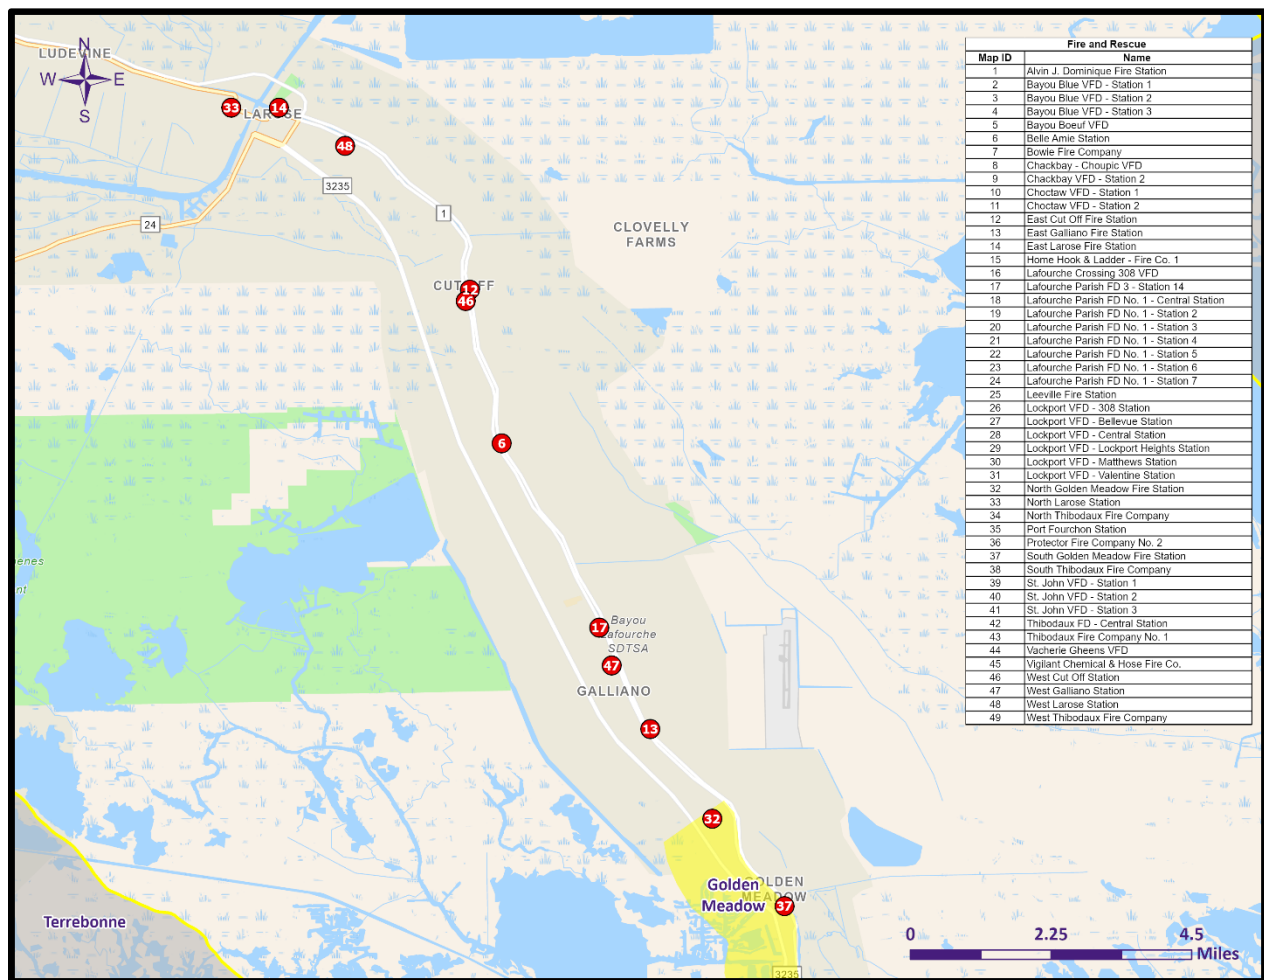 LUDEVINE
N
W E
S
33
14
LAROSE
48
3235
1
24
CLOVELLY
FARMS
CUTOFF
12
46
6
17
Bayou
Lafourche
SDTSA
47
GALLIANO
13
32
GOLDEN
MEADOW
Golden
Meadow
37
3235
Terrebonne
0 2.25 4.5
Miles
Fire and Rescue
Map ID Name
1 Alvin J. Dominique Fire Station
2 Bayou Blue VFD - Station 1
3 Bayou Blue VFD - Station 2
4 Bayou Blue VFD - Station 3
5 Bayou Boeuf VFD
6 Belle Amie Station
7 Bowie Fire Company
8 Chackbay - Choupic VFD
9 Chackbay VFD - Station 2
10 Choctaw VFD - Station 1
11 Choctaw VFD - Station 2
12 East Cut Off Fire Station
13 East Galliano Fire Station
14 East Larose Fire Station
15 Home Hook & Ladder - Fire Co. 1
16 Lafourche Crossing 308 VFD
17 Lafourche Parish FD 3 - Station 14
18 Lafourche Parish FD No. 1 - Central Station
19 Lafourche Parish FD No. 1 - Station 2
20 Lafourche Parish FD No. 1 - Station 3
21 Lafourche Parish FD No. 1 - Station 4
22 Lafourche Parish FD No. 1 - Station 5
23 Lafourche Parish FD No. 1 - Station 6
24 Lafourche Parish FD No. 1 - Station 7
25 Leeville Fire Station
26 Lockport VFD - 308 Station
27 Lockport VFD - Bellevue Station
28 Lockport VFD - Central Station
29 Lockport VFD - Lockport Heights Station
30 Lockport VFD - Matthews Station
31 Lockport VFD - Valentine Station
32 North Golden Meadow Fire Station
33 North Larose Station
34 North Thibodaux Fire Company
35 Port Fourchon Station
36 Protector Fire Company No. 2
37 South Golden Meadow Fire Station
38 South Thibodaux Fire Company
39 St. John VFD - Station 1
40 St. John VFD - Station 2
41 St. John VFD - Station 3
42 Thibodaux FD - Central Station
43 Thibodaux Fire Company No. 1
44 Vacherie Gheens VFD
45 Vigilant Chemical & Hose Fire Co.
46 West Cut Off Station
47 West Galliano Station
48 West Larose Station
49 West Thibodaux Fire Company